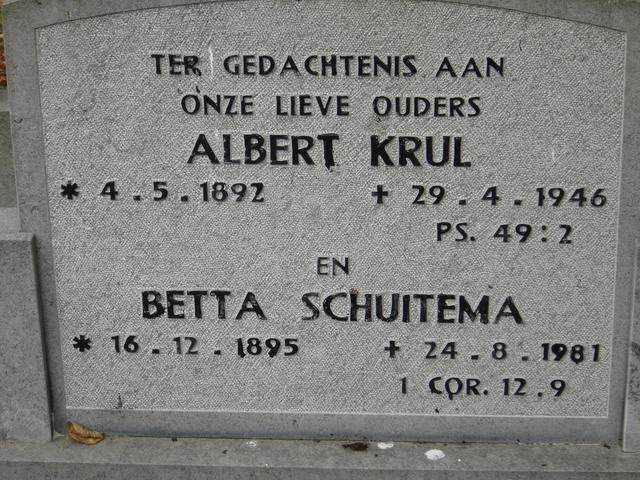 TER GEDACHTENIS AAN
ONZE LIEVE OUDERS
ALBERT KRUL
* 4.5.1892 + 29.4.1946
PS. 49:2
EN
BETTA SCHUITEMA
* 16.12.1895 + 24.8.1981
1 COR. 12.9